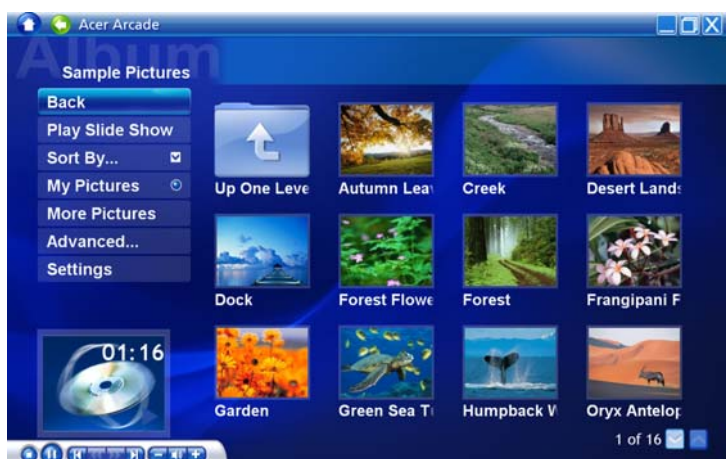 Acer Arcade
Album
Sample Pictures
Back
Play Slide Show
Sort By...
My Pictures
More Pictures
Advanced...
Settings
Up One Leve
Autumn Lea
Creek
Desert Lands
Dock
Forest Flowe
Forest
Frangipani F
Garden
Green Sea T
Humpback W
Oryx Antelop
01:16
1 of 16